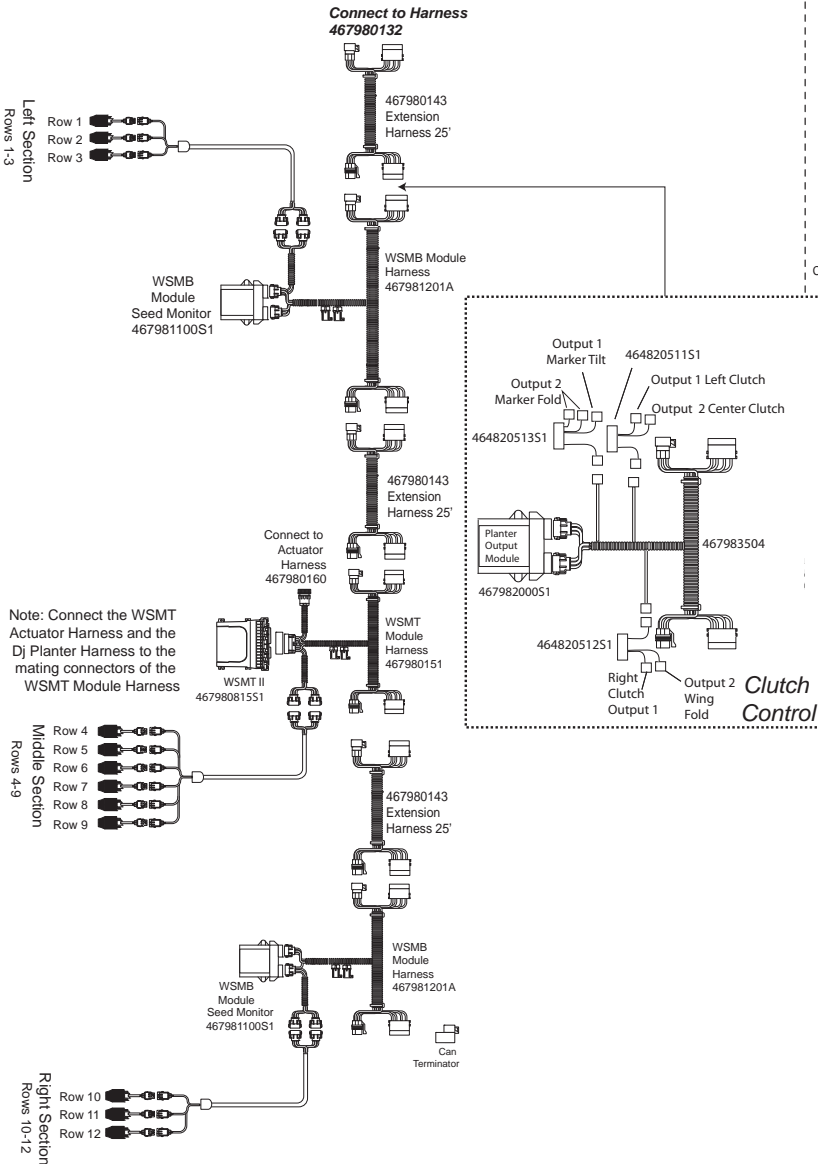 Connect to Harness
467980132
467980143
Extension
Harness 25'
Left Section
Rows 1-3
Row 1
Row 2
Row 3
WSMB Module
Harness
467981201A
WSMB
Module
Seed Monitor
467981100S1
467980143
Extension
Harness 25'
Connect to
Actuator
Harness
467980160
WSMT
Module
Harness
467980151
Note: Connect the WSMT
Actuator Harness and the
Dj Planter Harness to the
mating connectors of the
WSMT Module Harness
WSMT II
467980815S1
Middle Section
Rows 4-9
Row 4
Row 5
Row 6
Row 7
Row 8
Row 9
467980143
Extension
Harness 25'
WSMB
Module
Harness
467981201A
WSMB
Module
Seed Monitor
467981100S1
Can
Terminator
Right Section
Rows 10-12
Row 10
Row 11
Row 12
Output 1
Marker Tilt
464820511S1
Output 2
Marker Fold
Output 1 Left Clutch
Output 2 Center Clutch
464820513S1
Planter
Output
Module
467982000S1
467983504
464820512S1
Right
Clutch
Output 1
Output 2
Wing
Fold
Clutch
Control